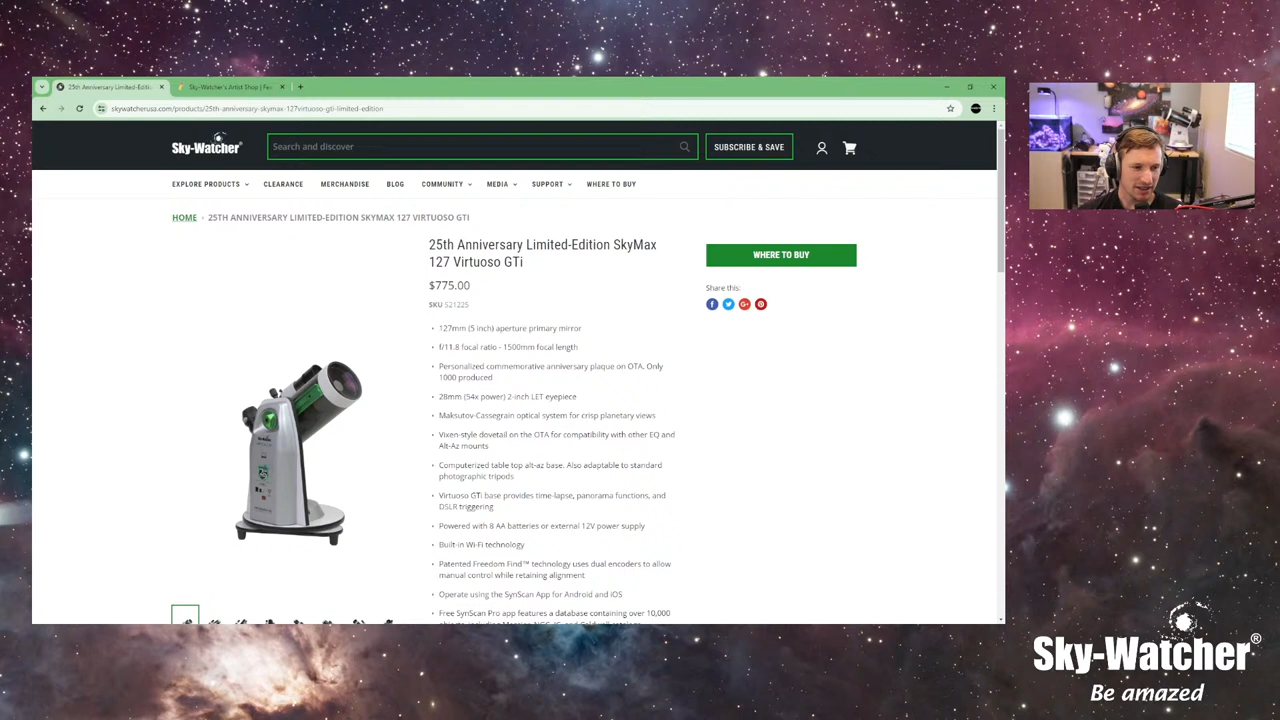 25th Anniversary Limited-Editi
Sky-Watcher's Artist Shop | Fea
skywatcherusa.com/products/25th-anniversary-skymax-127virtuoso-gti-limited-edition
Sky-Watcher®
Search and discover
SUBSCRIBE & SAVE
EXPLORE PRODUCTS
CLEARANCE
MERCHANDISE
BLOG
COMMUNITY
MEDIA
SUPPORT
WHERE TO BUY
HOME › 25TH ANNIVERSARY LIMITED-EDITION SKYMAX 127 VIRTUOSO GTI
25th Anniversary Limited-Edition SkyMax
127 Virtuoso GTi
$775.00
SKU S21225
• 127mm (5 inch) aperture primary mirror
• f/11.8 focal ratio - 1500mm focal length
• Personalized commemorative anniversary plaque on OTA. Only
1000 produced
• 28mm (54x power) 2-inch LET eyepiece
• Maksutov-Cassegrain optical system for crisp planetary views
• Vixen-style dovetail on the OTA for compatibility with other EQ and
Alt-Az mounts
• Computerized table top alt-az base. Also adaptable to standard
photographic tripods
• Virtuoso GTi base provides time-lapse, panorama functions, and
DSLR triggering
• Powered with 8 AA batteries or external 12V power supply
• Built-in Wi-Fi technology
• Patented Freedom Find™ technology uses dual encoders to allow
manual control while retaining alignment
• Operate using the SynScan App for Android and iOS
• Free SynScan Pro app features a database containing over 10,000
WHERE TO BUY
Share this:
Sky-Watcher®
Be amazed